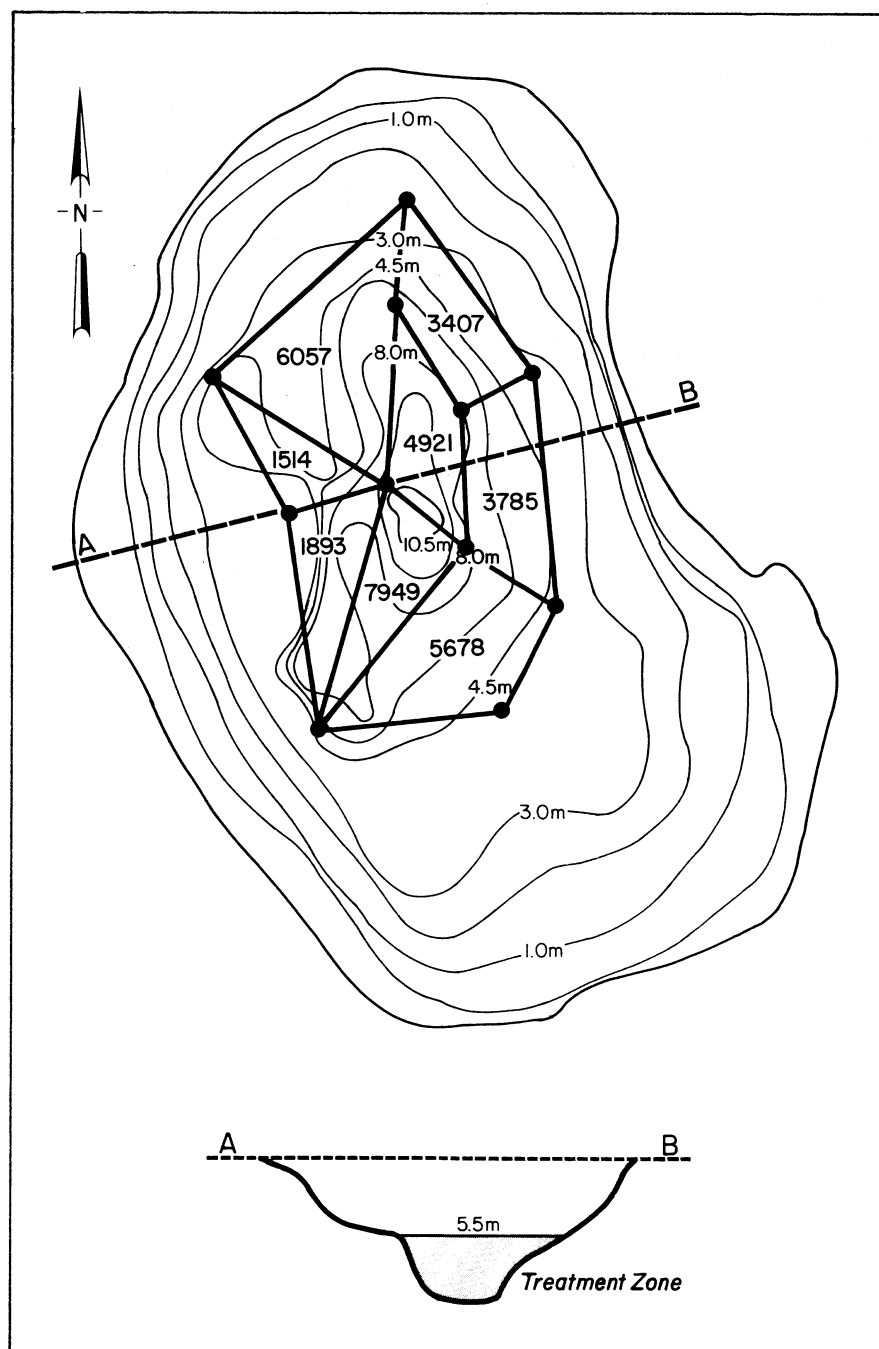 1.0m
-N-
3.0m
4.5m
3407
6057
8.0m
B
4921
1514
3785
A
1893
10.5m
8.0m
7949
5678
4.5m
3.0m
1.0m
A
B
5.5m
Treatment Zone